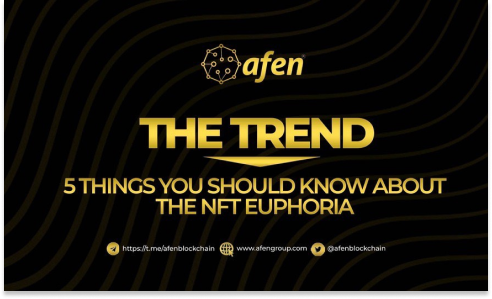 afen
THE TREND
5 THINGS YOU SHOULD KNOW ABOUT
THE NFT EUPHORIA
https://t.me/afenblockchain www.afengroup.com @afenblockchain